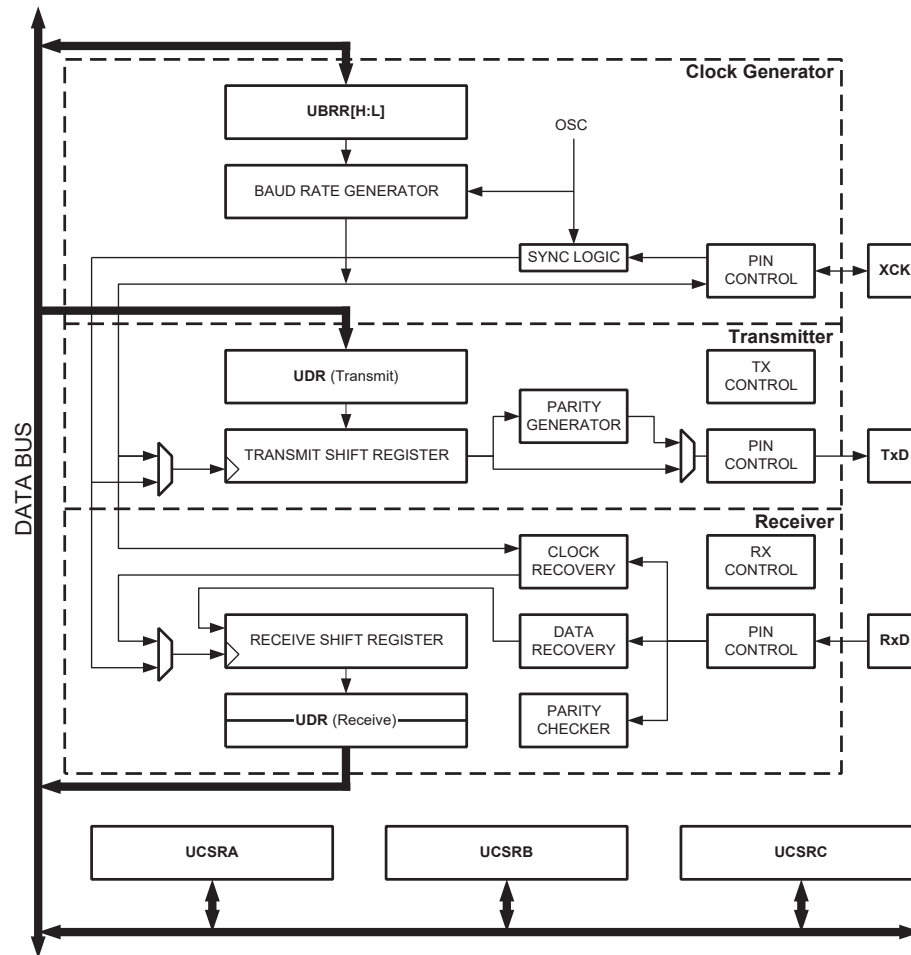 Clock Generator
UBRR[H:L]
OSC
BAUD RATE GENERATOR
SYNC LOGIC
PIN
CONTROL
XCK
Transmitter
TX
CONTROL
UDR (Transmit)
PARITY
GENERATOR
TRANSMIT SHIFT REGISTER
PIN
CONTROL
TxD
DATA BUS
Receiver
CLOCK
RECOVERY
RX
CONTROL
RECEIVE SHIFT REGISTER
DATA
RECOVERY
PIN
CONTROL
RxD
UDR (Receive)
PARITY
CHECKER
UCSRA
UCSRB
UCSRC